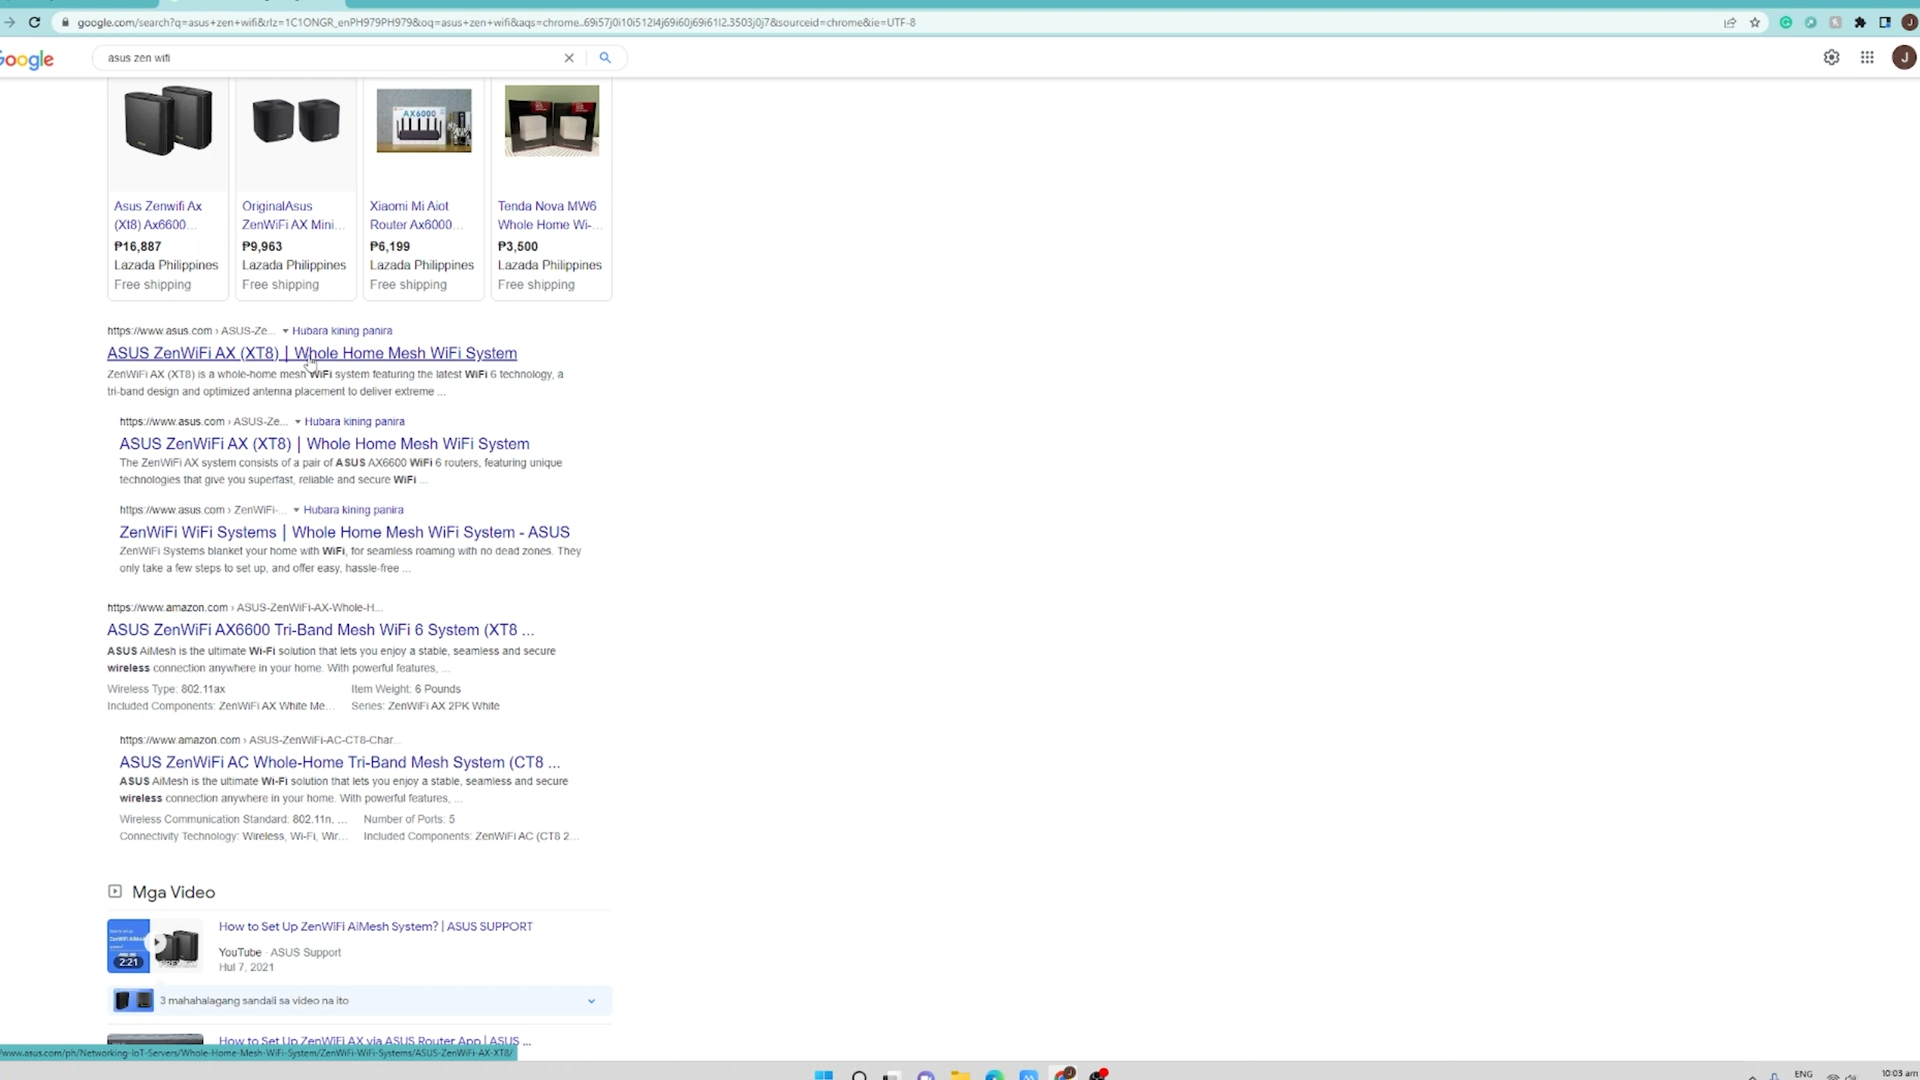 google.com/search?q=asus+zen+wifi&rlz=1C1ONGR_enPH979PH979&oq=asus+zen+wifi&aqs=chrome..69i57j0i10i512l4j69i60j69i61l2.3503j0j7&sourceid=chrome&ie=UTF-8
Google
asus zen wifi
J
AX6000
Asus Zenwifi Ax
(Xt8) Ax6600...
₱16,887
Lazada Philippines
Free shipping
OriginalAsus
ZenWiFi AX Mini...
₱9,963
Lazada Philippines
Free shipping
Xiaomi Mi Aiot
Router Ax6000...
₱6,199
Lazada Philippines
Free shipping
Tenda Nova MW6
Whole Home Wi-...
₱3,500
Lazada Philippines
Free shipping
https://www.asus.com › ASUS-Ze... Hubara kining panira
ASUS ZenWiFi AX (XT8) | Whole Home Mesh WiFi System
ZenWiFi AX (XT8) is a whole-home mesh WiFi system featuring the latest WiFi 6 technology, a
tri-band design and optimized antenna placement to deliver extreme ...
https://www.asus.com › ASUS-Ze... Hubara kining panira
ASUS ZenWiFi AX (XT8) | Whole Home Mesh WiFi System
The ZenWiFi AX system consists of a pair of ASUS AX6600 WiFi 6 routers, featuring unique
technologies that give you superfast, reliable and secure WiFi ...
https://www.asus.com › ZenWiFi-... Hubara kining panira
ZenWiFi WiFi Systems | Whole Home Mesh WiFi System - ASUS
ZenWiFi Systems blanket your home with WiFi, for seamless roaming with no dead zones. They
only take a few steps to set up, and offer easy, hassle-free ...
https://www.amazon.com › ASUS-ZenWiFi-AX-Whole-H...
ASUS ZenWiFi AX6600 Tri-Band Mesh WiFi 6 System (XT8 ...
ASUS AiMesh is the ultimate Wi-Fi solution that lets you enjoy a stable, seamless and secure
wireless connection anywhere in your home. With powerful features, ...
Wireless Type: 802.11ax Item Weight: 6 Pounds
Included Components: ZenWiFi AX White Me... Series: ZenWiFi AX 2PK White
https://www.amazon.com › ASUS-ZenWiFi-AC-CT8-Char...
ASUS ZenWiFi AC Whole-Home Tri-Band Mesh System (CT8 ...
ASUS AiMesh is the ultimate Wi-Fi solution that lets you enjoy a stable, seamless and secure
wireless connection anywhere in your home. With powerful features, ...
Wireless Communication Standard: 802.11n, ... Number of Ports: 5
Connectivity Technology: Wireless, Wi-Fi, Wir... Included Components: ZenWiFi AC (CT8 2...
Mga Video
How to Set Up ZenWiFi AiMesh System? | ASUS SUPPORT
2:21
PREVIEW
YouTube · ASUS Support
Hul 7, 2021
3 mahahalagang sandali sa video na ito
How to Set Up ZenWiFi AX via ASUS Router App | ASUS ...
/www.asus.com/ph/Networking-IoT-Servers/Whole-Home-Mesh-WiFi-System/ZenWiFi-WiFi-Systems/ASUS-ZenWiFi-AX-XT8/
ENG
10:03 am